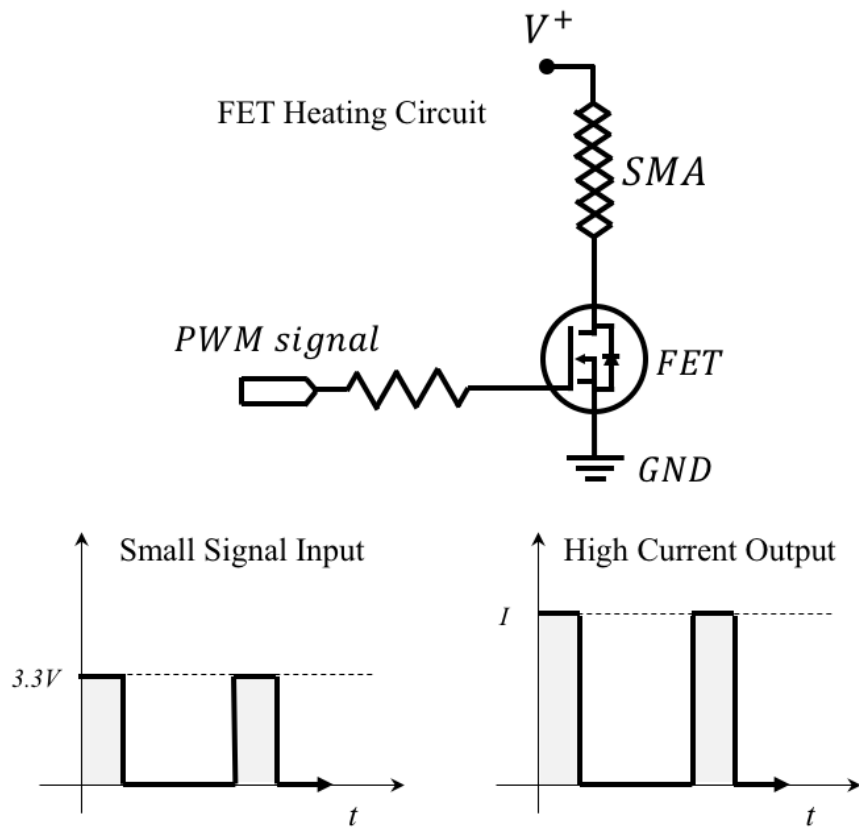 V⁺
FET Heating Circuit
SMA
PWM signal
FET
GND
Small Signal Input
High Current Output
3.3V
I
t
t